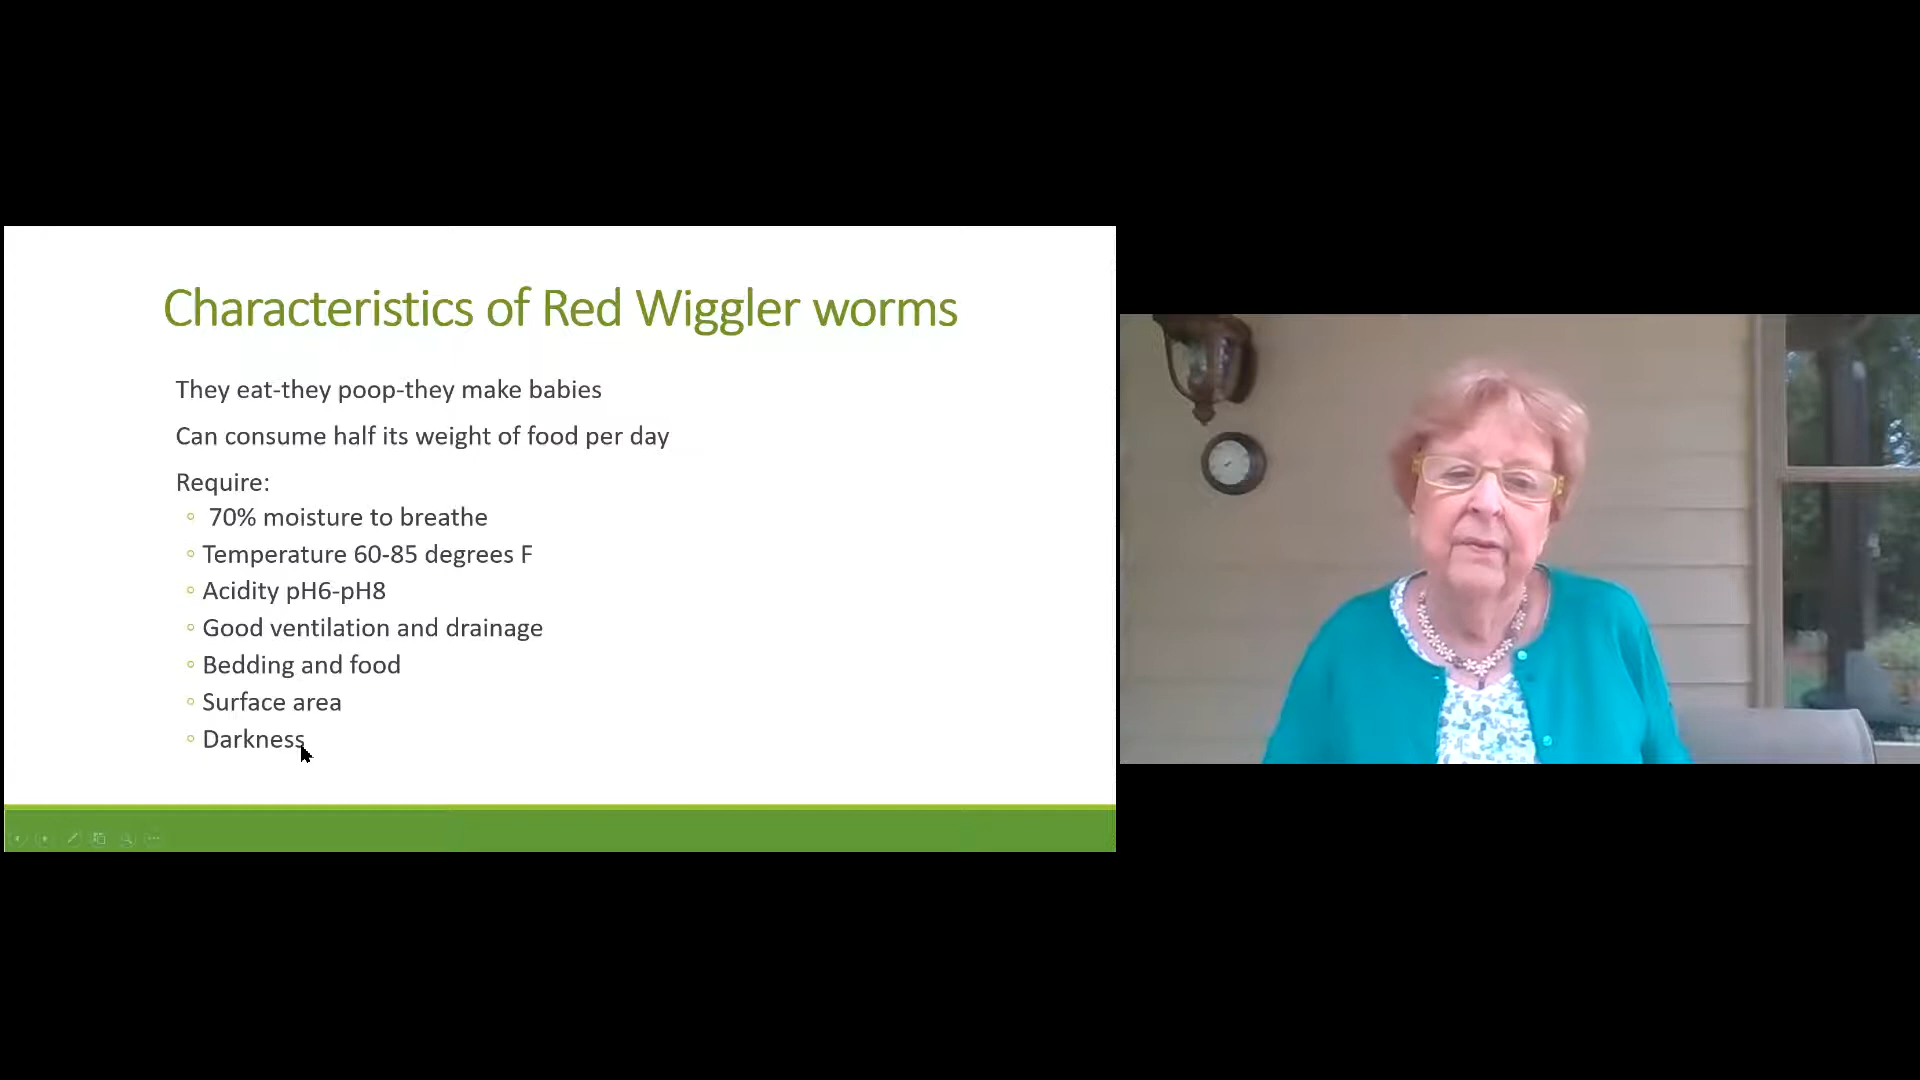 Characteristics of Red Wiggler worms
They eat-they poop-they make babies
Can consume half its weight of food per day
Require:
70% moisture to breathe
Temperature 60-85 degrees F
Acidity pH6-pH8
Good ventilation and drainage
Bedding and food
Surface area
Darkness